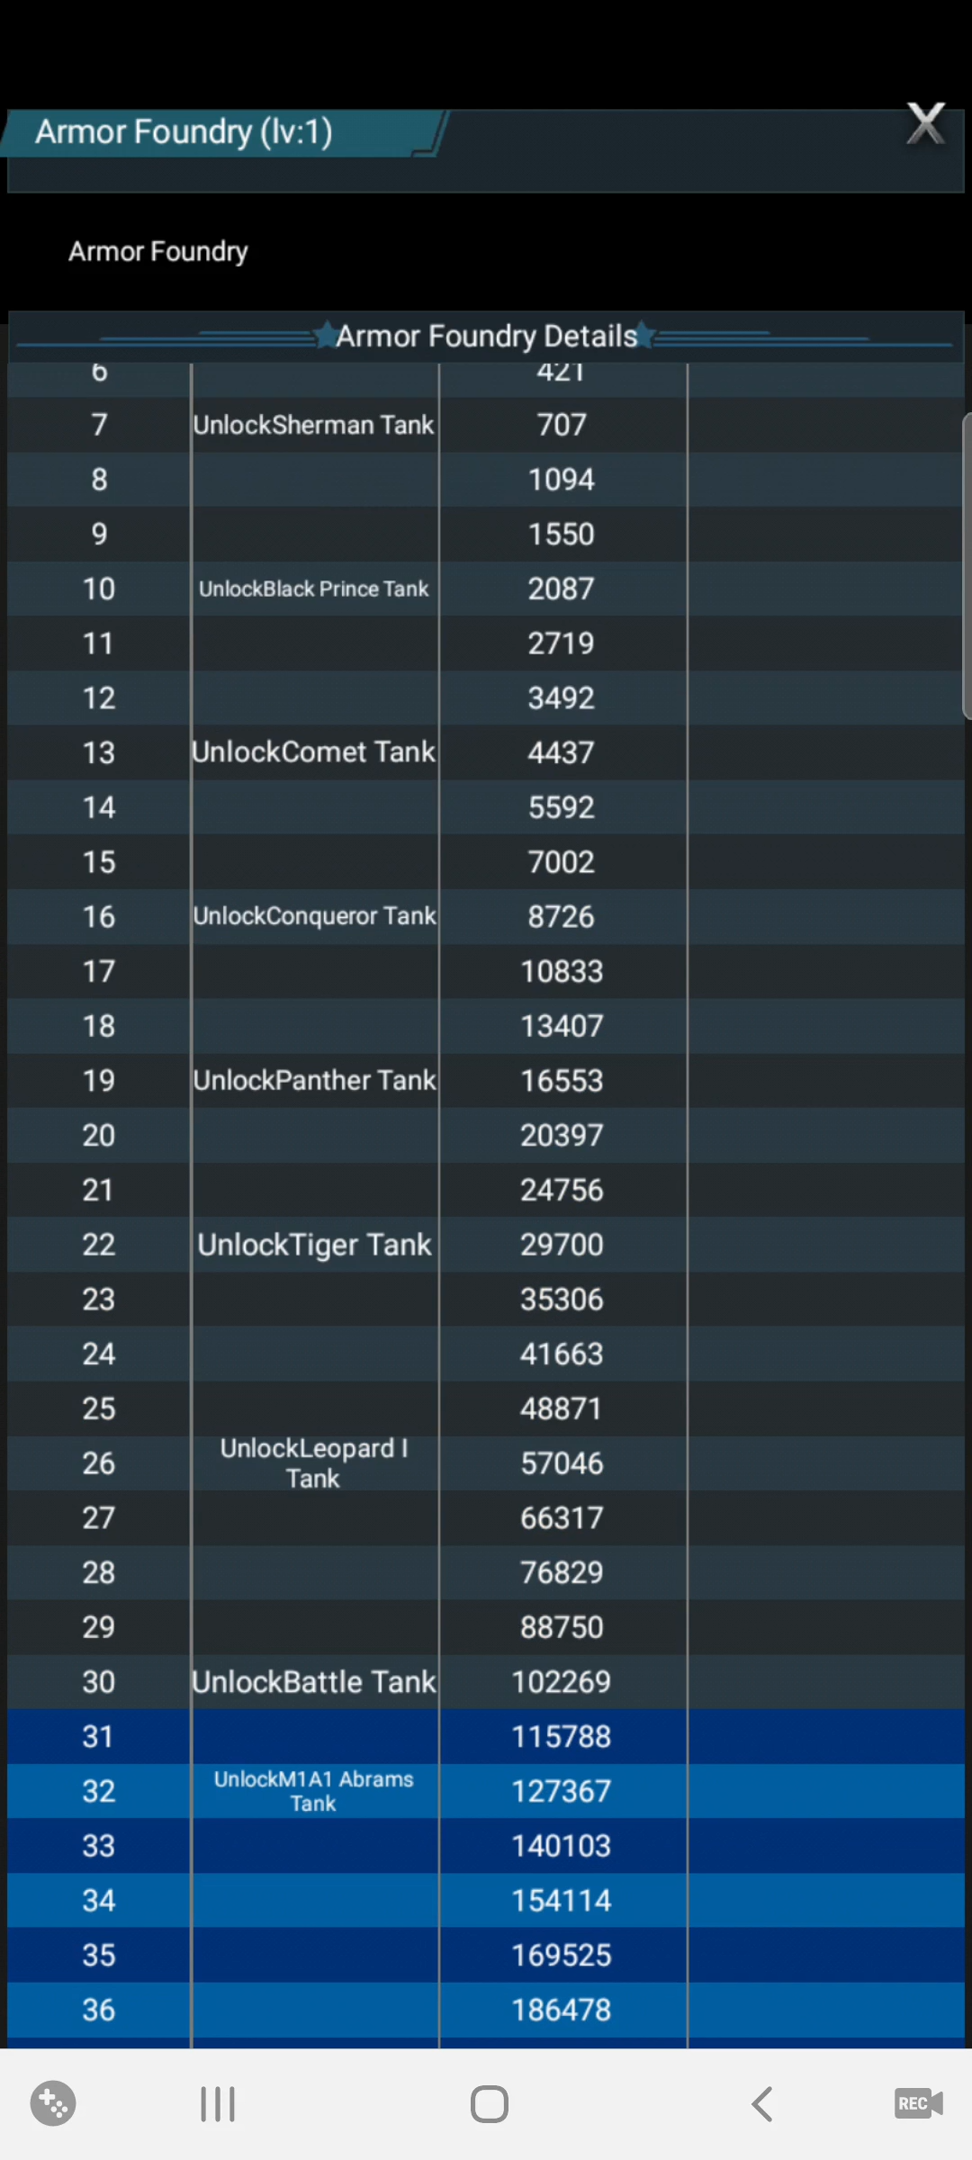 Armor Foundry (lv:1)
X
Armor Foundry
Armor Foundry Details
6 421
7 UnlockSherman Tank 707
8 1094
9 1550
10 UnlockBlack Prince Tank 2087
11 2719
12 3492
13 UnlockComet Tank 4437
14 5592
15 7002
16 UnlockConqueror Tank 8726
17 10833
18 13407
19 UnlockPanther Tank 16553
20 20397
21 24756
22 UnlockTiger Tank 29700
23 35306
24 41663
25 48871
26 UnlockLeopard I
Tank 57046
27 66317
28 76829
29 88750
30 UnlockBattle Tank 102269
31 115788
32 UnlockM1A1 Abrams
Tank 127367
33 140103
34 154114
35 169525
36 186478
REC